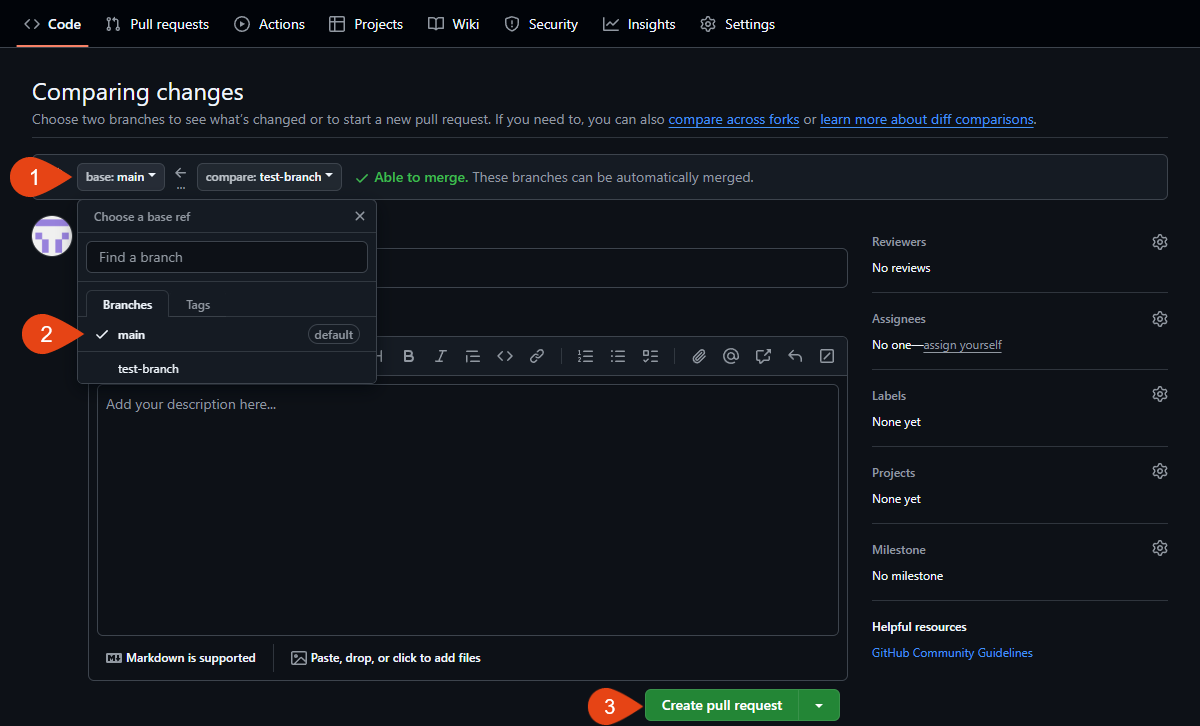 Code Pull requests Actions Projects Wiki Security Insights Settings
Comparing changes
Choose two branches to see what's changed or to start a new pull request. If you need to, you can also compare across forks or learn more about diff comparisons.
1 base: main ... compare: test-branch Able to merge. These branches can be automatically merged.
Choose a base ref
Find a branch
Branches Tags
2 main default
test-branch
H B I
Add your description here...
Markdown is supported Paste, drop, or click to add files
3 Create pull request
Reviewers
No reviews
Assignees
No one—assign yourself
Labels
None yet
Projects
None yet
Milestone
No milestone
Helpful resources
GitHub Community Guidelines